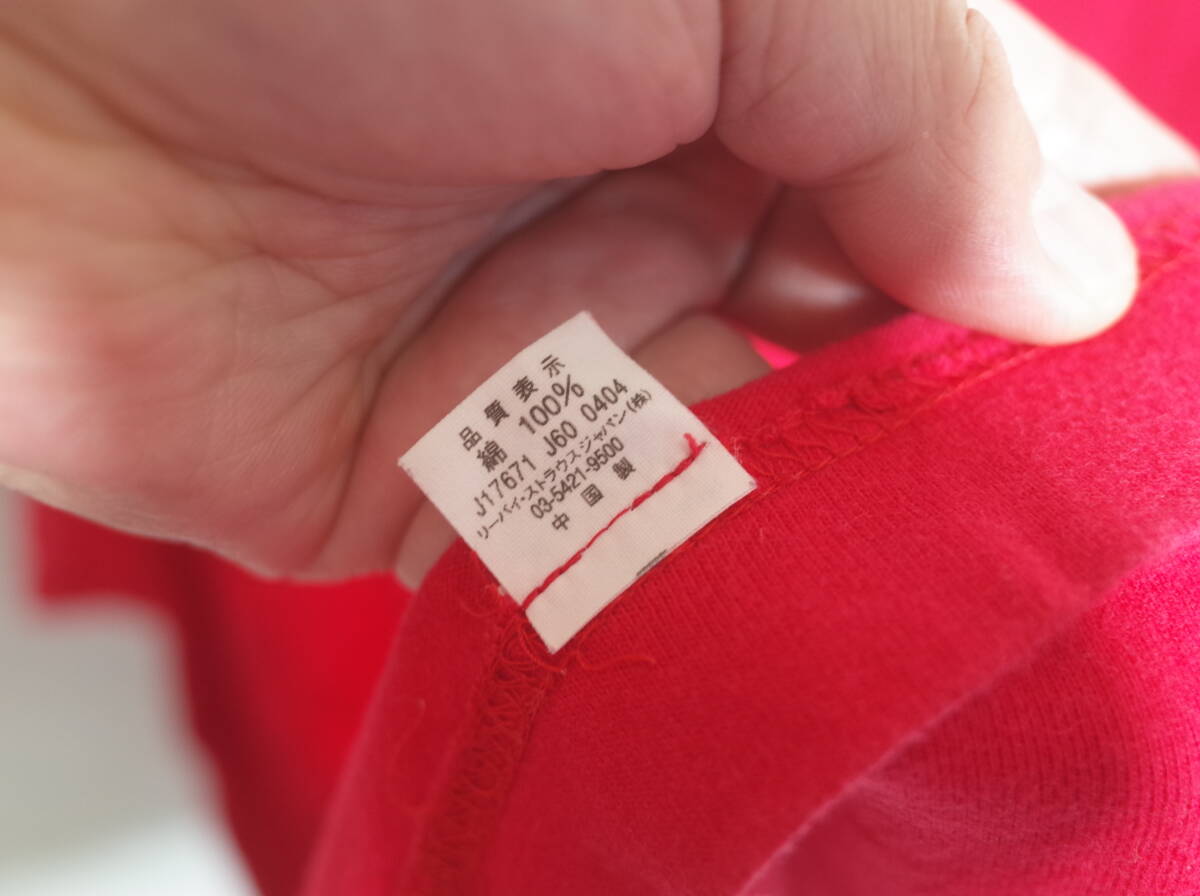 品質表示
綿 100%
J17671 J60 0404
リーバイ・ストラウスジャパン(株)
03-5421-9500
中国製